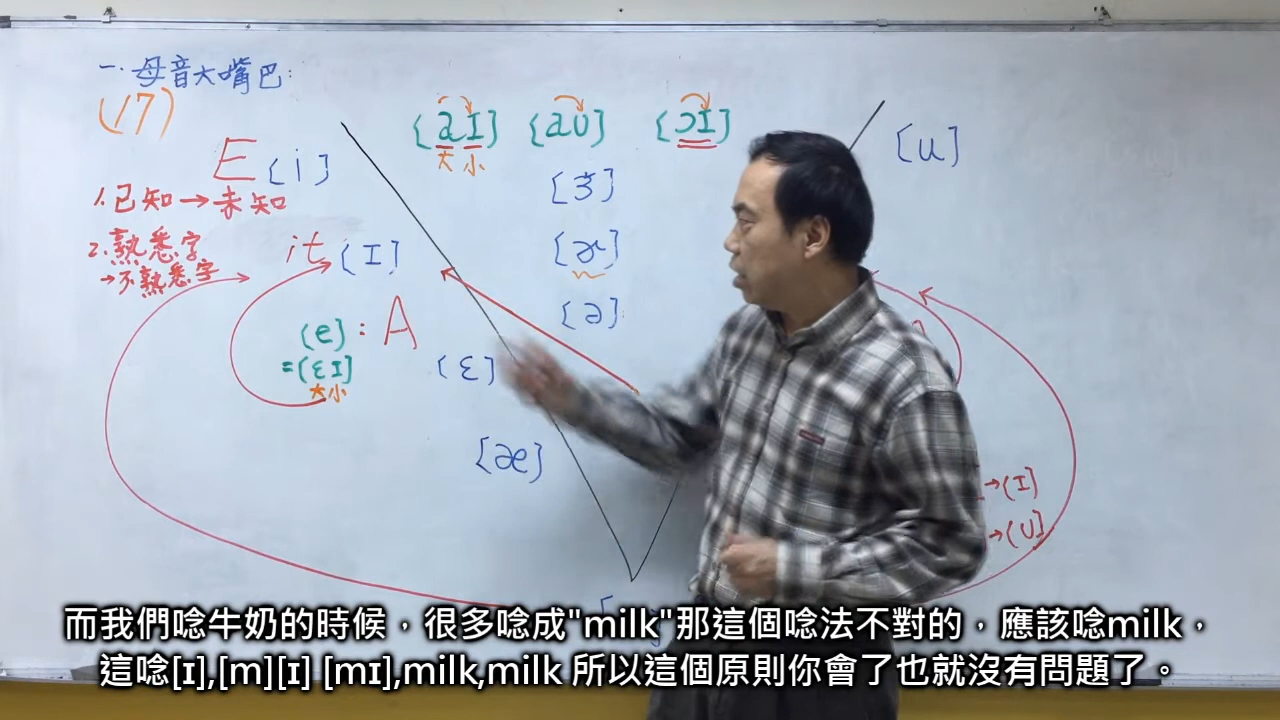 一. 母音大嘴巴:
(17)
[aɪ] [aʊ] [ɔɪ]
大 小
E [i]
[u]
1. 已知→未知
[ɝ]
2. 熟悉字
→不熟悉字
it [ɪ]
[ɚ]
[ə]
[e] : A
=[ɛɪ]
大小
[ɛ]
[æ]
→[ɪ]
→[ʊ]
而我們唸牛奶的時候，很多唸成"milk"那這個唸法不對的，應該唸milk，
這唸[ɪ],[m][ɪ] [mɪ],milk,milk 所以這個原則你會了也就沒有問題了。